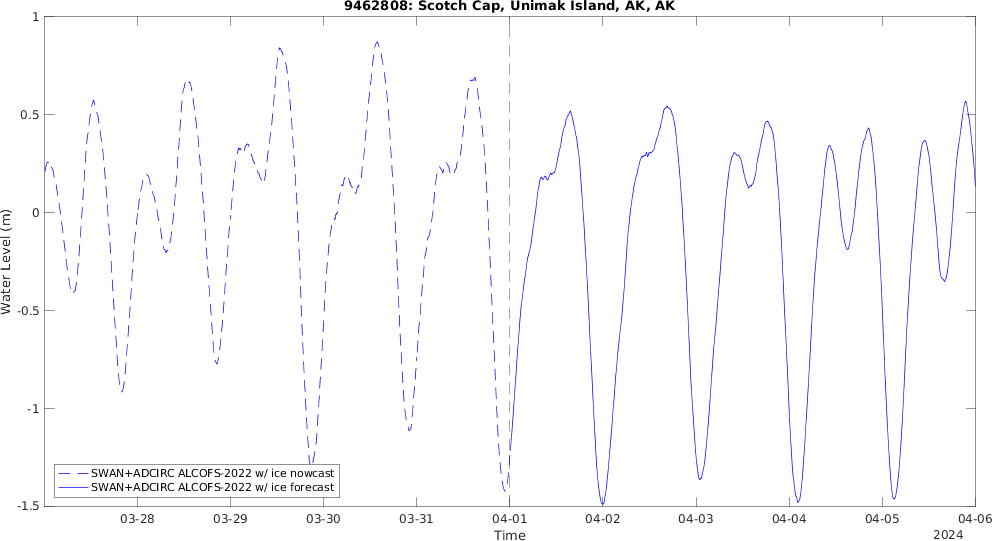 9462808: Scotch Cap, Unimak Island, AK, AK
1
0.5
0
-0.5
-1
-1.5
Water Level (m)
SWAN+ADCIRC ALCOFS-2022 w/ ice nowcast
SWAN+ADCIRC ALCOFS-2022 w/ ice forecast
03-28 03-29 03-30 03-31 04-01 04-02 04-03 04-04 04-05 04-06
Time
2024